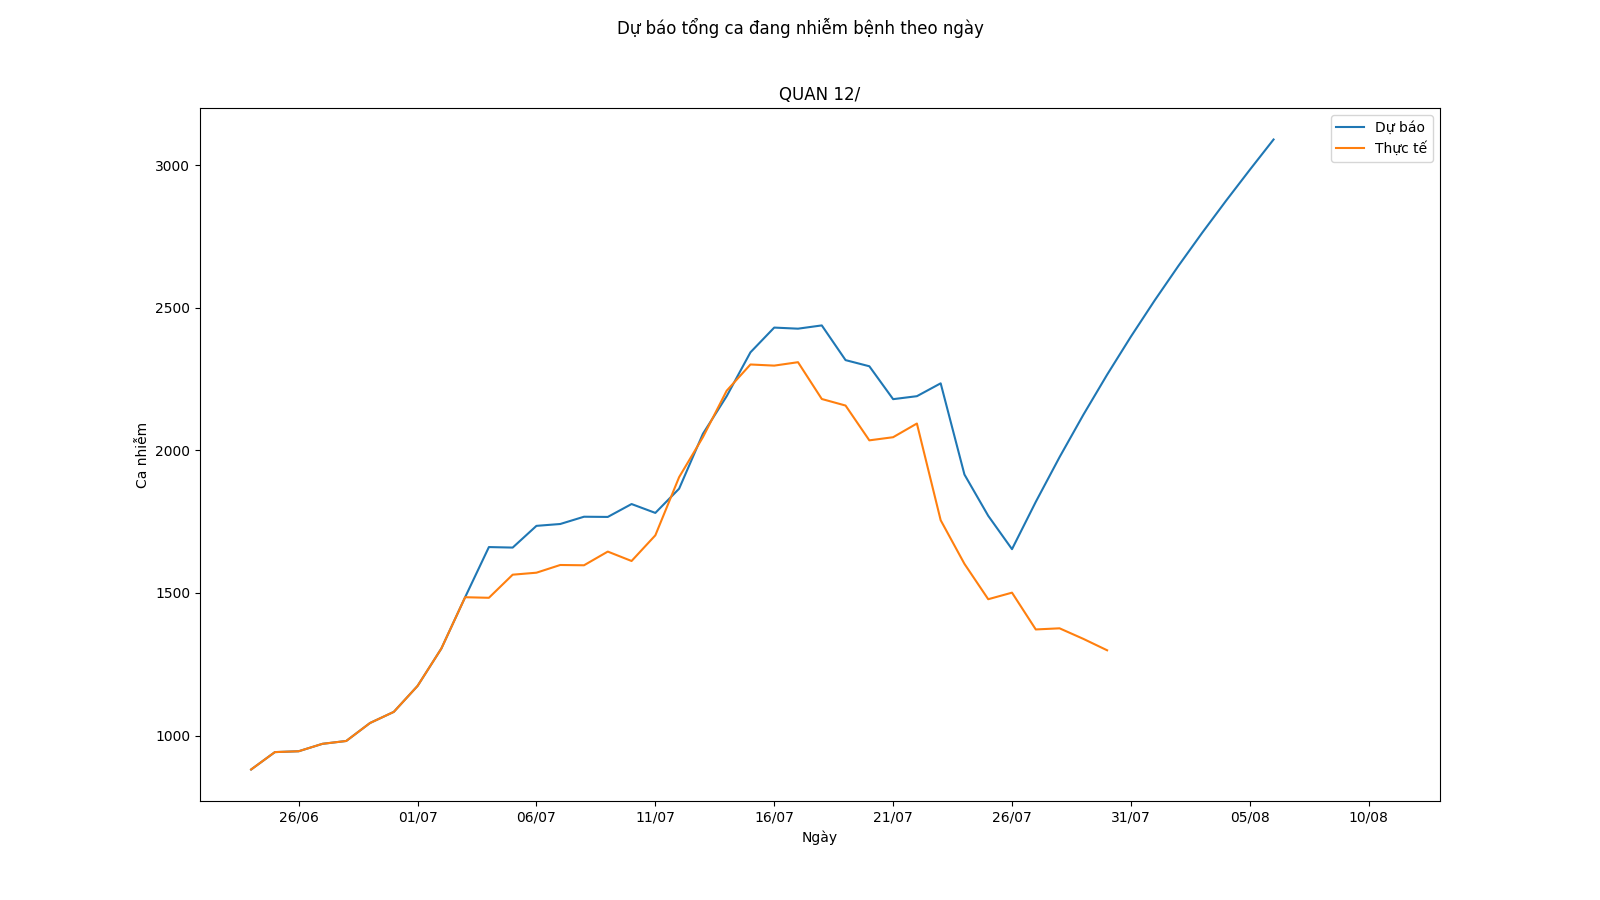 Dự báo tổng ca đang nhiễm bệnh theo ngày
QUAN 12/
Dự báo
Thực tế
3000
2500
2000
1500
1000
Ca nhiễm
26/06 01/07 06/07 11/07 16/07 21/07 26/07 31/07 05/08 10/08
Ngày